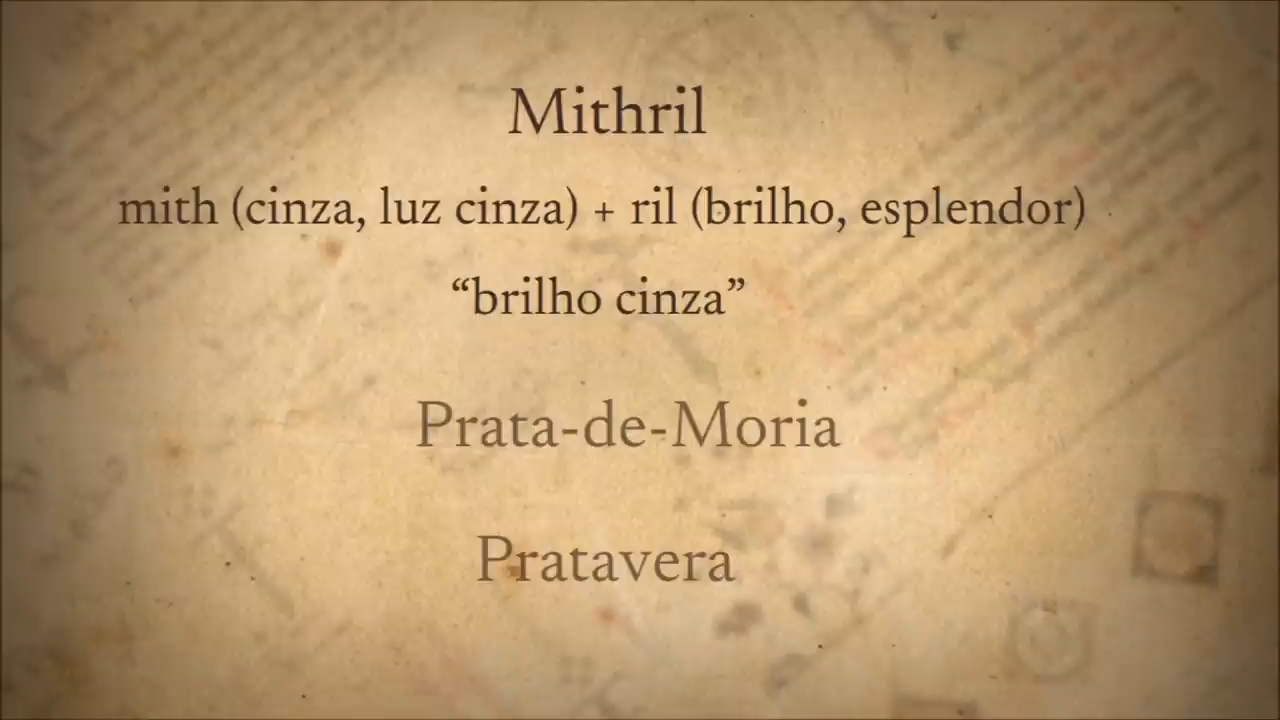 Mithril
mith (cinza, luz cinza) + ril (brilho, esplendor)
“brilho cinza”
Prata-de-Moria
Pratavera